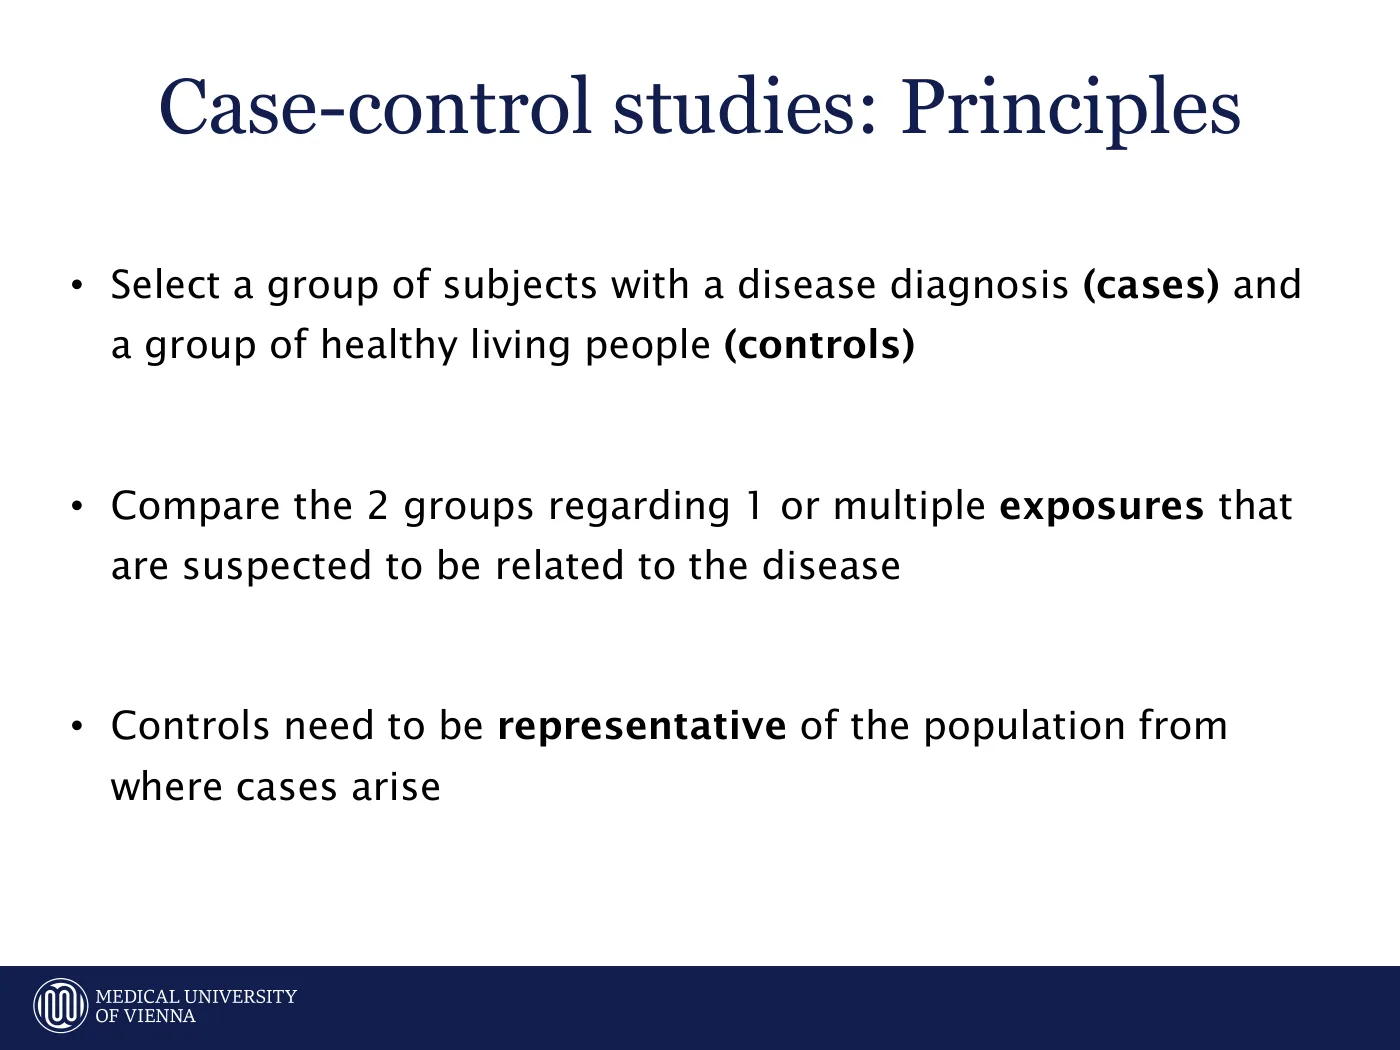 Case-control studies: Principles
• Select a group of subjects with a disease diagnosis (cases) and
a group of healthy living people (controls)
• Compare the 2 groups regarding 1 or multiple exposures that
are suspected to be related to the disease
• Controls need to be representative of the population from
where cases arise
MEDICAL UNIVERSITY
OF VIENNA